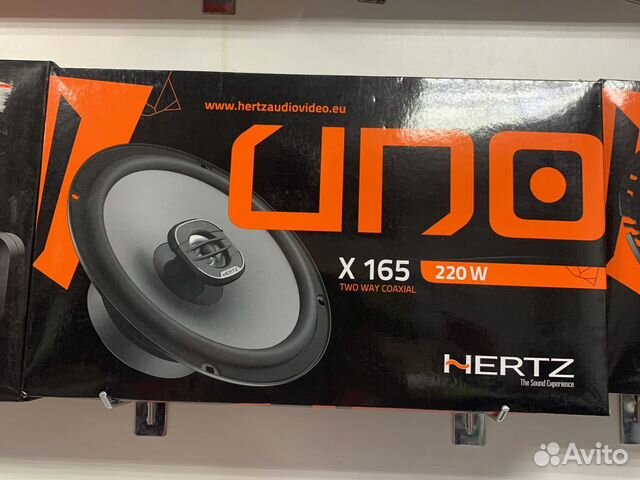 www.hertzaudiovideo.eu
UNO
X 165
220 W
TWO WAY COAXIAL
HERTZ
HERTZ
The Sound Experience
Avito